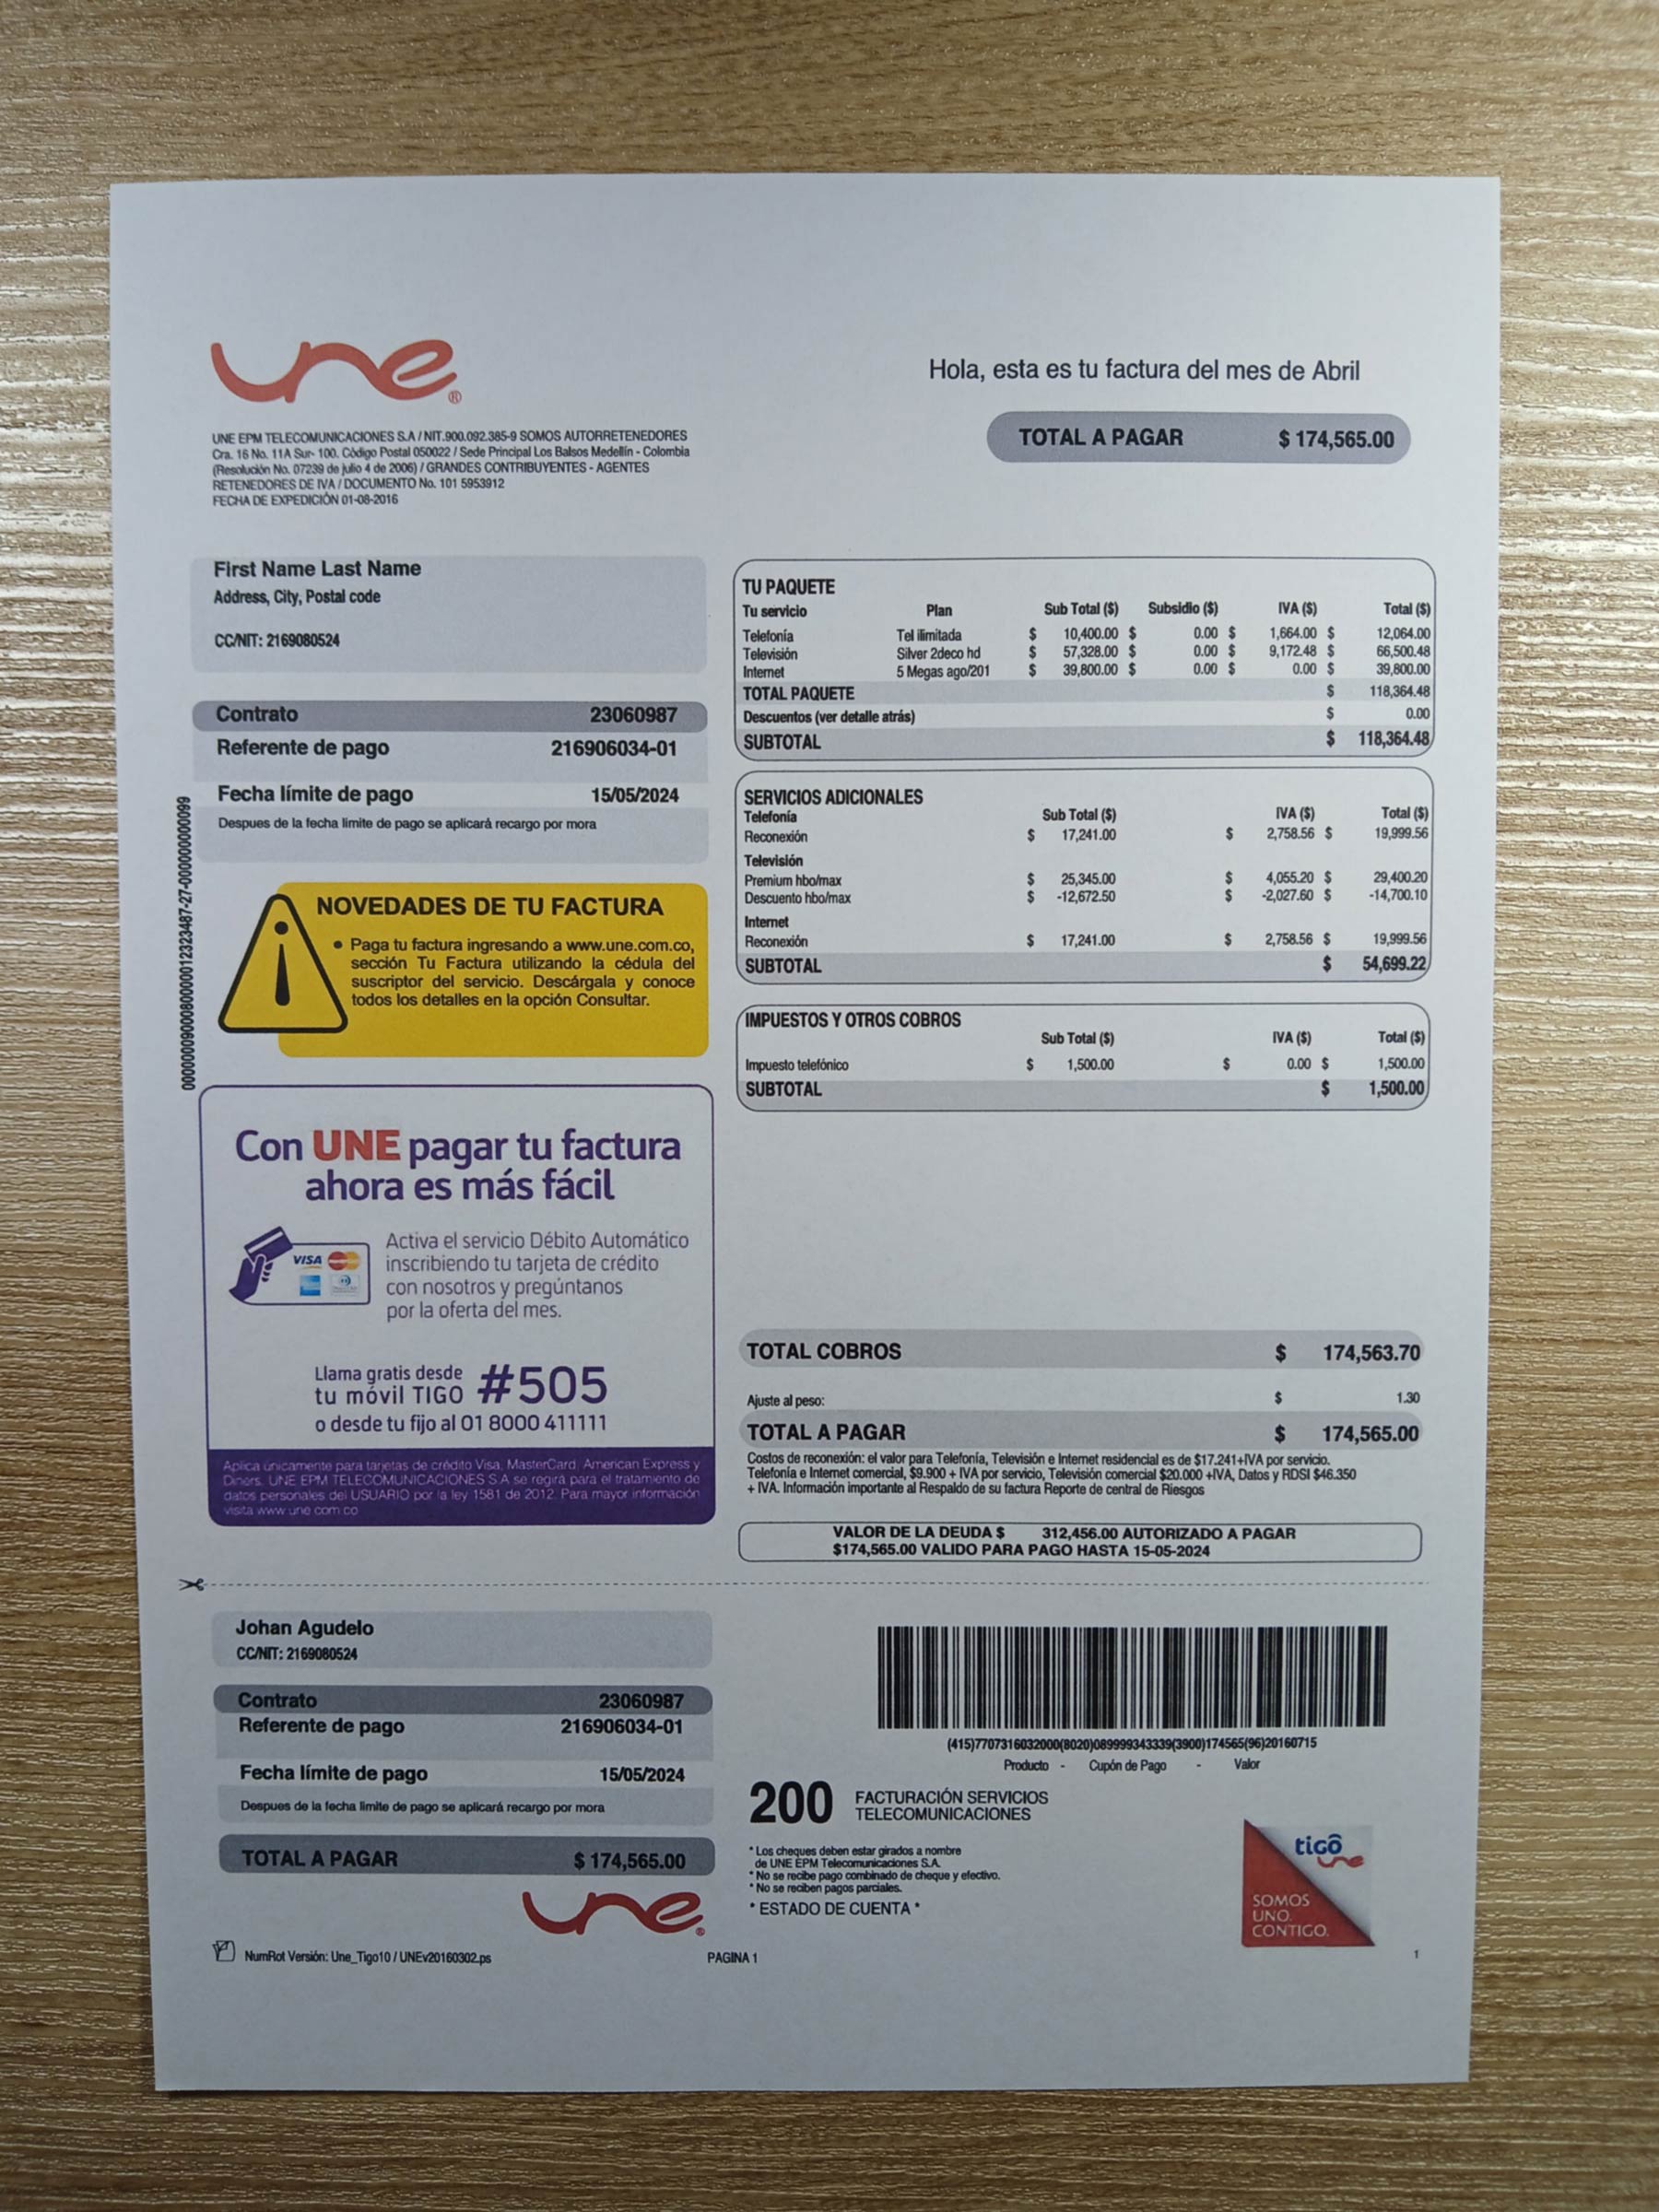 une®
Hola, esta es tu factura del mes de Abril
TOTAL A PAGAR $ 174,565.00
UNE EPM TELECOMUNICACIONES S.A / NIT.900.092.385-9 SOMOS AUTORRETENEDORES
Cra. 16 No. 11A Sur- 100. Código Postal 050022 / Sede Principal Los Balsos Medellín - Colombia
(Resolución No. 07239 de julio 4 de 2006) / GRANDES CONTRIBUYENTES - AGENTES
RETENEDORES DE IVA / DOCUMENTO No. 101 5953912
FECHA DE EXPEDICIÓN 01-08-2016
First Name Last Name
Address, City, Postal code
CC/NIT: 2169080524
Contrato 23060987
Referente de pago 216906034-01
Fecha límite de pago 15/05/2024
Despues de la fecha limite de pago se aplicará recargo por mora
NOVEDADES DE TU FACTURA
• Paga tu factura ingresando a www.une.com.co,
sección Tu Factura utilizando la cédula del
suscriptor del servicio. Descárgala y conoce
todos los detalles en la opción Consultar.
Con UNE pagar tu factura
ahora es más fácil
VISA
Activa el servicio Débito Automático
inscribiendo tu tarjeta de crédito
con nosotros y pregúntanos
por la oferta del mes.
Llama gratis desde
tu móvil TIGO #505
o desde tu fijo al 01 8000 411111
Aplica únicamente para tarjetas de crédito Visa, MasterCard, American Express y
Diners. UNE EPM TELECOMUNICACIONES S.A se regirá para el tratamiento de
datos personales del USUARIO por la ley 1581 de 2012. Para mayor información
visita www.une.com.co
TU PAQUETE
Tu servicio Plan Sub Total ($) Subsidio ($) IVA ($) Total ($)
Telefonía Tel ilimitada $ 10,400.00 $ 0.00 $ 1,664.00 $ 12,064.00
Televisión Silver 2deco hd $ 57,328.00 $ 0.00 $ 9,172.48 $ 66,500.48
Internet 5 Megas ago/201 $ 39,800.00 $ 0.00 $ 0.00 $ 39,800.00
TOTAL PAQUETE $ 118,364.48
Descuentos (ver detalle atrás) $ 0.00
SUBTOTAL $ 118,364.48
SERVICIOS ADICIONALES
Telefonía Sub Total ($) IVA ($) Total ($)
Reconexión $ 17,241.00 $ 2,758.56 $ 19,999.56
Televisión
Premium hbo/max $ 25,345.00 $ 4,055.20 $ 29,400.20
Descuento hbo/max $ -12,672.50 $ -2,027.60 $ -14,700.10
Internet
Reconexión $ 17,241.00 $ 2,758.56 $ 19,999.56
SUBTOTAL $ 54,699.22
IMPUESTOS Y OTROS COBROS
Sub Total ($) IVA ($) Total ($)
Impuesto telefónico $ 1,500.00 $ 0.00 $ 1,500.00
SUBTOTAL $ 1,500.00
TOTAL COBROS $ 174,563.70
Ajuste al peso: $ 1.30
TOTAL A PAGAR $ 174,565.00
Costos de reconexión: el valor para Telefonía, Televisión e Internet residencial es de $17.241+IVA por servicio.
Telefonía e Internet comercial, $9.900 + IVA por servicio, Televisión comercial $20.000 +IVA, Datos y RDSI $46.350
+ IVA. Información importante al Respaldo de su factura Reporte de central de Riesgos
VALOR DE LA DEUDA $ 312,456.00 AUTORIZADO A PAGAR
$174,565.00 VALIDO PARA PAGO HASTA 15-05-2024
Johan Agudelo
CC/NIT: 2169080524
Contrato 23060987
Referente de pago 216906034-01
Fecha límite de pago 15/05/2024
Despues de la fecha limite de pago se aplicará recargo por mora
TOTAL A PAGAR $ 174,565.00
une®
(415)7707316032000(8020)089999343339(3900)174565(96)20160715
Producto - Cupón de Pago - Valor
200 FACTURACIÓN SERVICIOS
TELECOMUNICACIONES
* Los cheques deben estar girados a nombre
de UNE EPM Telecomunicaciones S.A.
* No se recibe pago combinado de cheque y efectivo.
* No se reciben pagos parciales.
* ESTADO DE CUENTA *
tigo
une
SOMOS
UNO.
CONTIGO.
NumRot Versión: Une_Tigo10 / UNEv20160302.ps
PAGINA 1
1